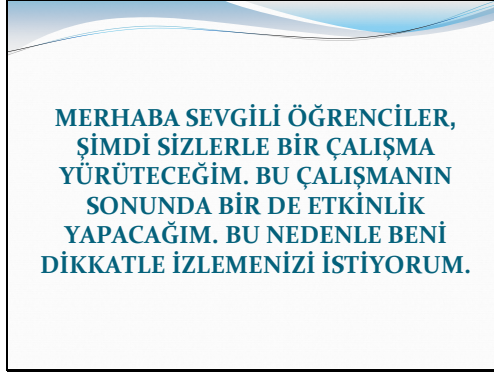 MERHABA SEVGİLİ ÖĞRENCİLER,
ŞİMDİ SİZLERLE BİR ÇALIŞMA
YÜRÜTECEĞİM. BU ÇALIŞMANIN
SONUNDA BİR DE ETKİNLİK
YAPACAĞIM. BU NEDENLE BENİ
DİKKATLE İZLEMENİZİ İSTİYORUM.